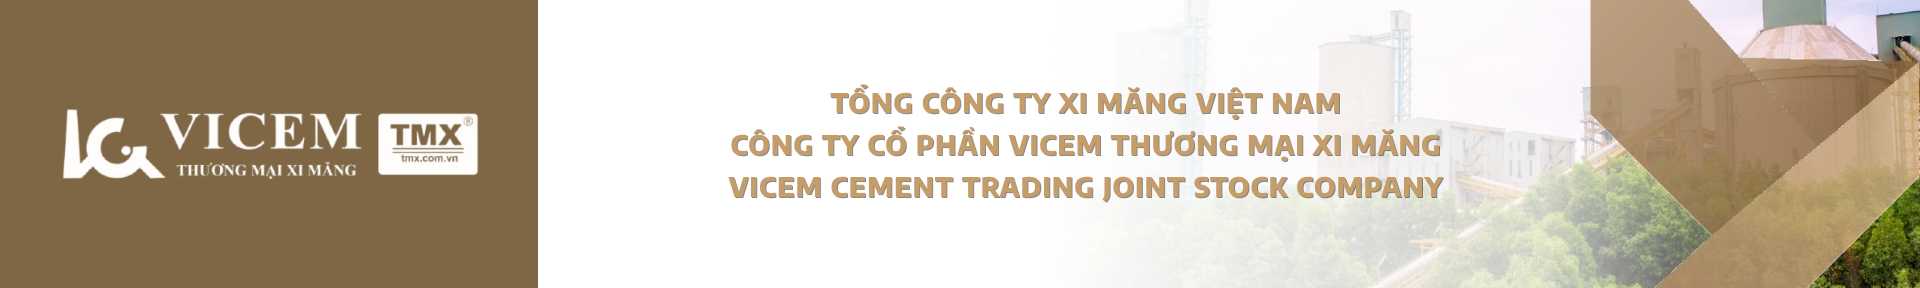 VICEM
THƯƠNG MẠI XI MĂNG
TMX®
tmx.com.vn
TỔNG CÔNG TY XI MĂNG VIỆT NAM
CÔNG TY CỔ PHẦN VICEM THƯƠNG MẠI XI MĂNG
VICEM CEMENT TRADING JOINT STOCK COMPANY